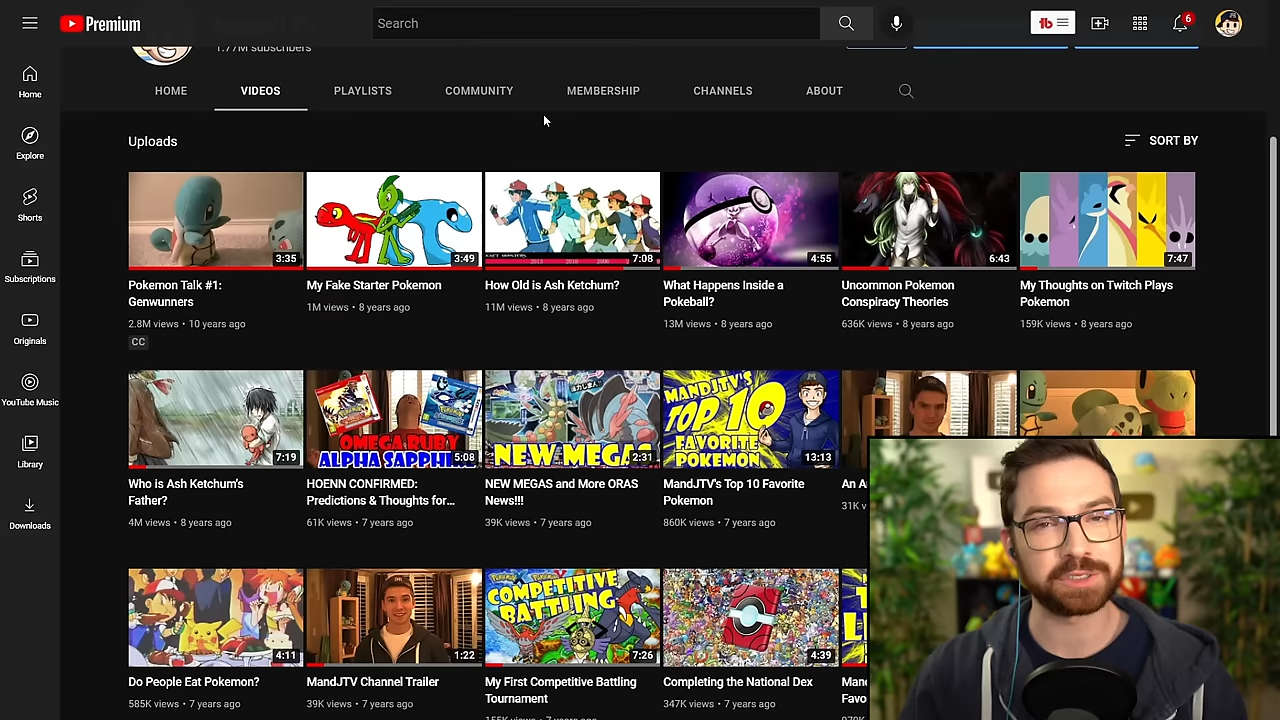 Premium
Search
6
1.77M subscribers
HOME VIDEOS PLAYLISTS COMMUNITY MEMBERSHIP CHANNELS ABOUT
Home
Explore
Shorts
Subscriptions
Originals
YouTube Music
Library
Downloads
Uploads
SORT BY
3:35
3:49
7:08
4:55
6:43
7:47
Pokemon Talk #1:
Genwunners
2.8M views • 10 years ago
CC
My Fake Starter Pokemon
1M views • 8 years ago
How Old is Ash Ketchum?
11M views • 8 years ago
What Happens Inside a
Pokeball?
13M views • 8 years ago
Uncommon Pokemon
Conspiracy Theories
636K views • 8 years ago
My Thoughts on Twitch Plays
Pokemon
159K views • 8 years ago
7:19
Who is Ash Ketchum's
Father?
4M views • 8 years ago
OMEGA RUBY
ALPHA SAPPHI
5:08
HOENN CONFIRMED:
Predictions & Thoughts for...
61K views • 7 years ago
NEW MEGA
2:31
NEW MEGAS and More ORAS
News!!!
39K views • 7 years ago
MANDJTV'S
TOP 10
FAVORITE
POKEMON
13:13
MandJTV's Top 10 Favorite
Pokemon
860K views • 7 years ago
An A
31K v
4:11
Do People Eat Pokemon?
585K views • 7 years ago
1:22
MandJTV Channel Trailer
39K views • 7 years ago
COMPETITIVE
BATTLING
7:26
My First Competitive Battling
Tournament
155K views • 7 years ago
4:39
Completing the National Dex
347K views • 7 years ago
Favo